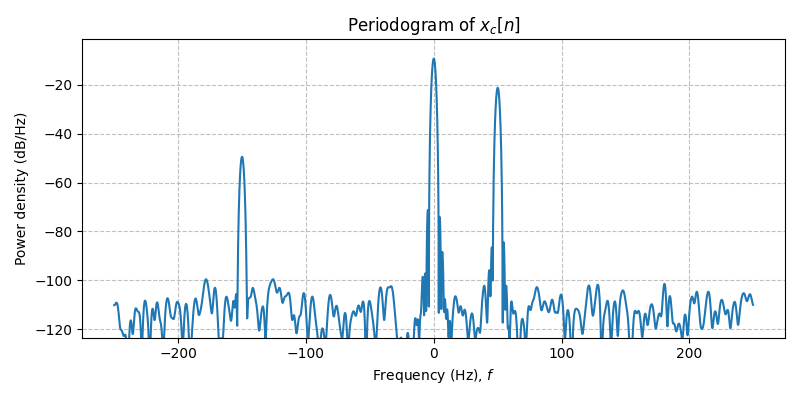 Periodogram of x_c[n]
Power density (dB/Hz)
−20
−40
−60
−80
−100
−120
−200 −100 0 100 200
Frequency (Hz), f